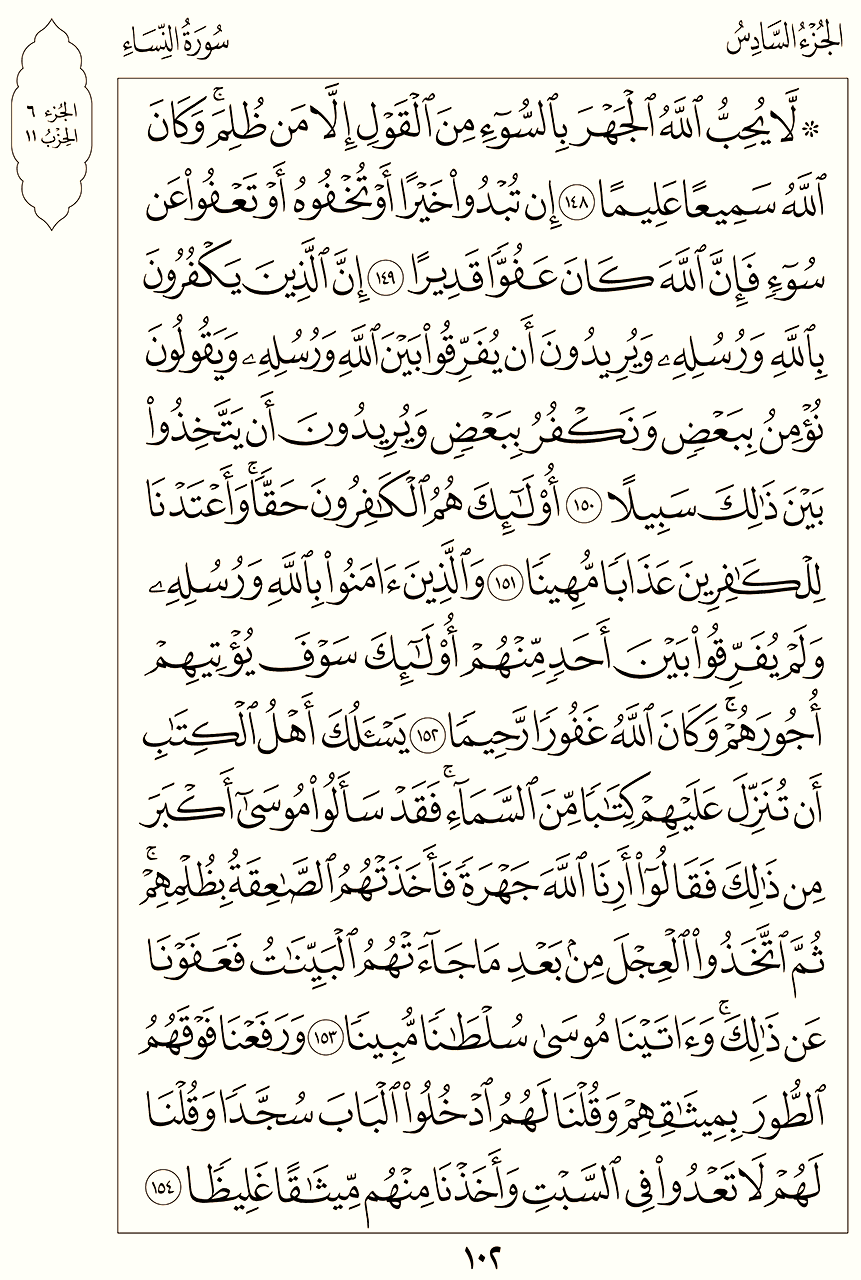 الجُزْءُ السَّادِسُ
سُورَةُ النِّسَاءِ
الجزء ٦
الحِزْبُ ١١
۞ لَّا يُحِبُّ ٱللَّهُ ٱلْجَهْرَ بِٱلسُّوٓءِ مِنَ ٱلْقَوْلِ إِلَّا مَن ظُلِمَ ۚ وَكَانَ
ٱللَّهُ سَمِيعًا عَلِيمًا ١٤٨ إِن تُبْدُوا۟ خَيْرًا أَوْ تُخْفُوهُ أَوْ تَعْفُوا۟ عَن
سُوٓءٍ فَإِنَّ ٱللَّهَ كَانَ عَفُوًّا قَدِيرًا ١٤٩ إِنَّ ٱلَّذِينَ يَكْفُرُونَ
بِٱللَّهِ وَرُسُلِهِۦ وَيُرِيدُونَ أَن يُفَرِّقُوا۟ بَيْنَ ٱللَّهِ وَرُسُلِهِۦ وَيَقُولُونَ
نُؤْمِنُ بِبَعْضٍ وَنَكْفُرُ بِبَعْضٍ وَيُرِيدُونَ أَن يَتَّخِذُوا۟
بَيْنَ ذَٰلِكَ سَبِيلًا ١٥٠ أُو۟لَٰٓئِكَ هُمُ ٱلْكَٰفِرُونَ حَقًّا ۚ وَأَعْتَدْنَا
لِلْكَٰفِرِينَ عَذَابًا مُّهِينًا ١٥١ وَٱلَّذِينَ ءَامَنُوا۟ بِٱللَّهِ وَرُسُلِهِۦ
وَلَمْ يُفَرِّقُوا۟ بَيْنَ أَحَدٍ مِّنْهُمْ أُو۟لَٰٓئِكَ سَوْفَ يُؤْتِيهِمْ
أُجُورَهُمْ ۚ وَكَانَ ٱللَّهُ غَفُورًا رَّحِيمًا ١٥٢ يَسْـَٔلُكَ أَهْلُ ٱلْكِتَٰبِ
أَن تُنَزِّلَ عَلَيْهِمْ كِتَٰبًا مِّنَ ٱلسَّمَآءِ ۚ فَقَدْ سَأَلُوا۟ مُوسَىٰٓ أَكْبَرَ
مِن ذَٰلِكَ فَقَالُوٓا۟ أَرِنَا ٱللَّهَ جَهْرَةً فَأَخَذَتْهُمُ ٱلصَّٰعِقَةُ بِظُلْمِهِمْ ۚ
ثُمَّ ٱتَّخَذُوا۟ ٱلْعِجْلَ مِنۢ بَعْدِ مَا جَآءَتْهُمُ ٱلْبَيِّنَٰتُ فَعَفَوْنَا
عَن ذَٰلِكَ ۚ وَءَاتَيْنَا مُوسَىٰ سُلْطَٰنًا مُّبِينًا ١٥٣ وَرَفَعْنَا فَوْقَهُمُ
ٱلطُّورَ بِمِيثَٰقِهِمْ وَقُلْنَا لَهُمُ ٱدْخُلُوا۟ ٱلْبَابَ سُجَّدًا وَقُلْنَا
لَهُمْ لَا تَعْدُوا۟ فِى ٱلسَّبْتِ وَأَخَذْنَا مِنْهُم مِّيثَٰقًا غَلِيظًا ١٥٤
١٠٢